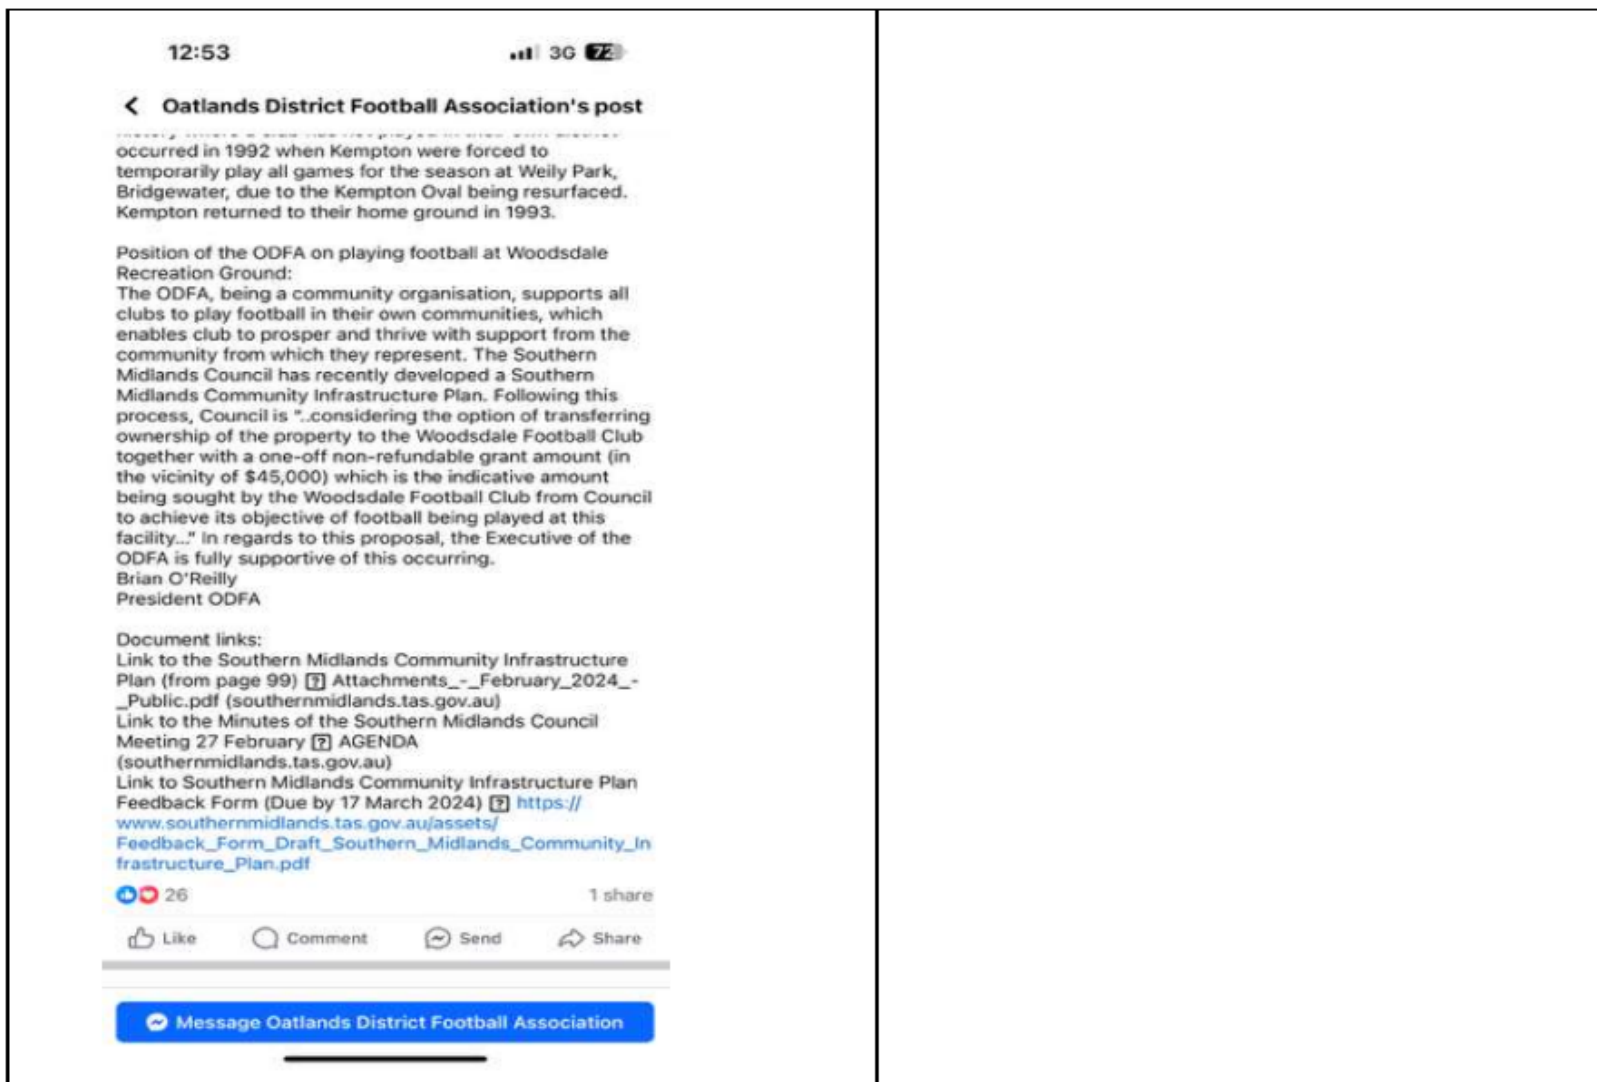 12:53
3G 72
Oatlands District Football Association's post
history where a club has not played in their own district
occurred in 1992 when Kempton were forced to
temporarily play all games for the season at Weily Park,
Bridgewater, due to the Kempton Oval being resurfaced.
Kempton returned to their home ground in 1993.
Position of the ODFA on playing football at Woodsdale
Recreation Ground:
The ODFA, being a community organisation, supports all
clubs to play football in their own communities, which
enables club to prosper and thrive with support from the
community from which they represent. The Southern
Midlands Council has recently developed a Southern
Midlands Community Infrastructure Plan. Following this
process, Council is "..considering the option of transferring
ownership of the property to the Woodsdale Football Club
together with a one-off non-refundable grant amount (in
the vicinity of $45,000) which is the indicative amount
being sought by the Woodsdale Football Club from Council
to achieve its objective of football being played at this
facility..." In regards to this proposal, the Executive of the
ODFA is fully supportive of this occurring.
Brian O'Reilly
President ODFA
Document links:
Link to the Southern Midlands Community Infrastructure
Plan (from page 99) ⍰ Attachments_-_February_2024_-
_Public.pdf (southernmidlands.tas.gov.au)
Link to the Minutes of the Southern Midlands Council
Meeting 27 February ⍰ AGENDA
(southernmidlands.tas.gov.au)
Link to Southern Midlands Community Infrastructure Plan
Feedback Form (Due by 17 March 2024) ⍰ https://
www.southernmidlands.tas.gov.au/assets/
Feedback_Form_Draft_Southern_Midlands_Community_In
frastructure_Plan.pdf
26 1 share
Like Comment Send Share
Message Oatlands District Football Association